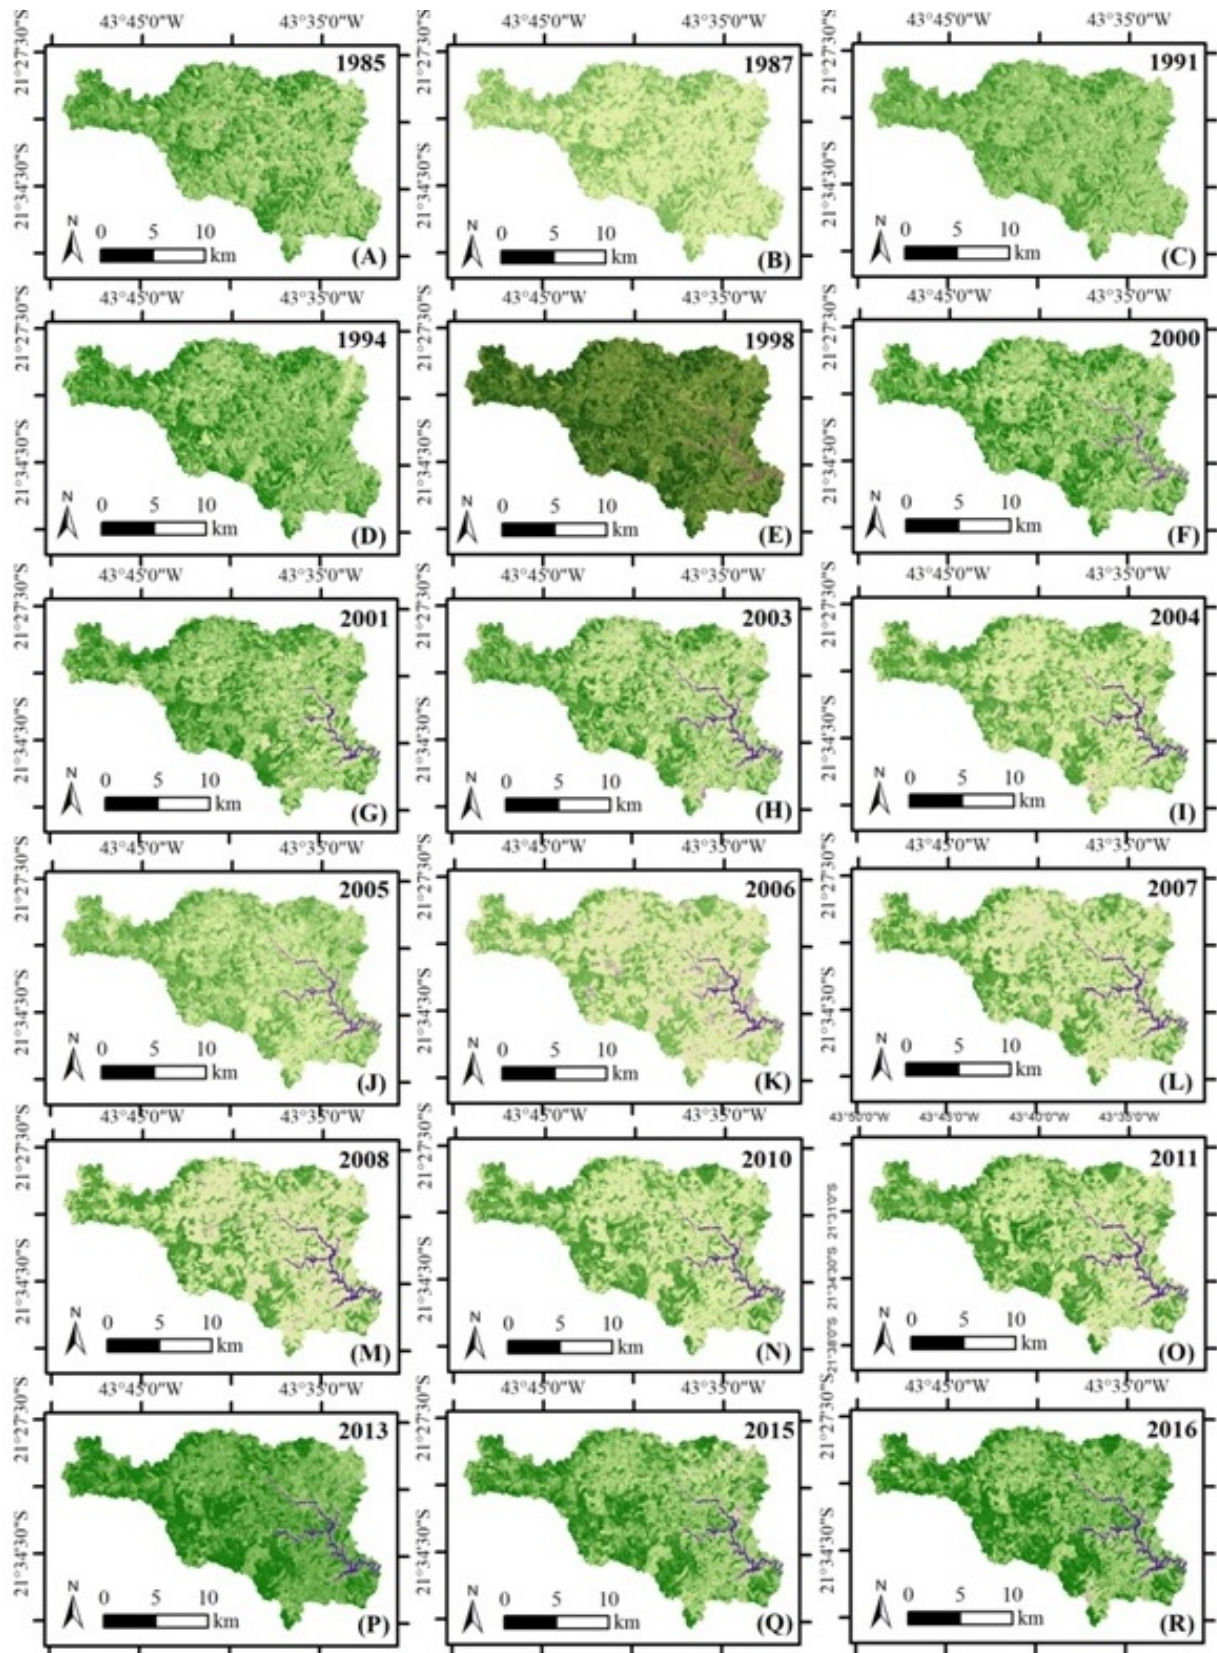 43°45'0"W 43°35'0"W 43°45'0"W 43°35'0"W 43°45'0"W 43°35'0"W
21°27'30"S 1985 21°27'30"S 1987 21°27'30"S 1991
21°34'30"S 21°34'30"S 21°34'30"S
N 0 5 10 km (A) N 0 5 10 km (B) N 0 5 10 km (C)
43°45'0"W 43°35'0"W 43°45'0"W 43°35'0"W 43°45'0"W 43°35'0"W
21°27'30"S 1994 21°27'30"S 1998 21°27'30"S 2000
21°34'30"S 21°34'30"S 21°34'30"S
N 0 5 10 km (D) N 0 5 10 km (E) N 0 5 10 km (F)
43°45'0"W 43°35'0"W 43°45'0"W 43°35'0"W 43°45'0"W 43°35'0"W
21°27'30"S 2001 21°27'30"S 2003 21°27'30"S 2004
21°34'30"S 21°34'30"S 21°34'30"S
N 0 5 10 km (G) N 0 5 10 km (H) N 0 5 10 km (I)
43°45'0"W 43°35'0"W 43°45'0"W 43°35'0"W 43°45'0"W 43°35'0"W
21°27'30"S 2005 21°27'30"S 2006 21°27'30"S 2007
21°34'30"S 21°34'30"S 21°34'30"S
N 0 5 10 km (J) N 0 5 10 km (K) N 0 5 10 km (L)
43°45'0"W 43°35'0"W 43°45'0"W 43°35'0"W 43°50'0"W 43°45'0"W 43°40'0"W 43°35'0"W
21°27'30"S 2008 21°27'30"S 2010 21°27'30"S 2011
21°31'0"S
21°34'30"S 21°34'30"S 21°34'30"S
21°38'0"S
N 0 5 10 km (M) N 0 5 10 km (N) N 0 5 10 km (O)
43°45'0"W 43°35'0"W 43°45'0"W 43°35'0"W 43°45'0"W 43°35'0"W
21°27'30"S 2013 21°27'30"S 2015 21°27'30"S 2016
21°34'30"S 21°34'30"S 21°34'30"S
N 0 5 10 km (P) N 0 5 10 km (Q) N 0 5 10 km (R)